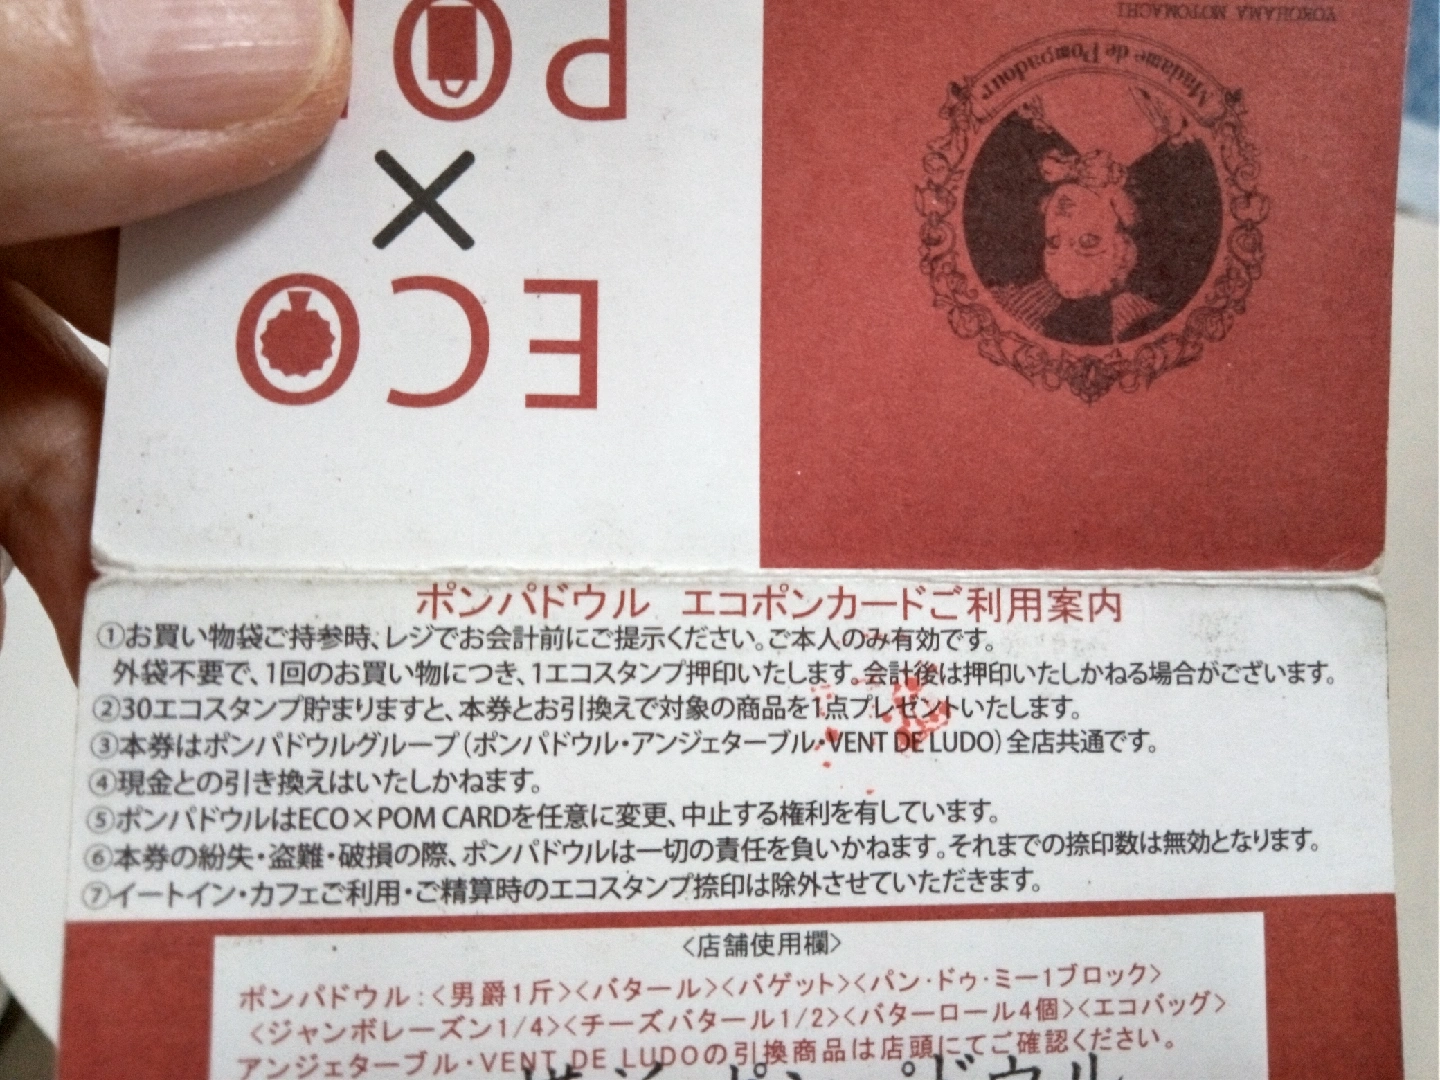 YOKOHAMA MOTOMACHI
Madame de Pompadour
PO
×
ECO
ポンパドウル エコポンカードご利用案内
①お買い物袋ご持参時、レジでお会計前にご提示ください。ご本人のみ有効です。
外袋不要で、1回のお買い物につき、1エコスタンプ押印いたします。会計後は押印いたしかねる場合がございます。
②30エコスタンプ貯まりますと、本券とお引換えで対象の商品を1点プレゼントいたします。
③本券はポンパドウルグループ(ポンパドウル・アンジェターブル・VENT DE LUDO)全店共通です。
④現金との引き換えはいたしかねます。
⑤ポンパドウルはECO×POM CARDを任意に変更、中止する権利を有しています。
⑥本券の紛失・盗難・破損の際、ポンパドウルは一切の責任を負いかねます。それまでの捺印数は無効となります。
⑦イートイン・カフェご利用・ご精算時のエコスタンプ捺印は除外させていただきます。
<店舗使用欄>
ポンパドウル:<男爵1斤><バタール><バゲット><パン・ドゥ・ミー1ブロック>
<ジャンボレーズン1/4><チーズバタール1/2><バターロール4個><エコバッグ>
アンジェターブル・VENT DE LUDOの引換商品は店頭にてご確認ください。
ポンパドウル